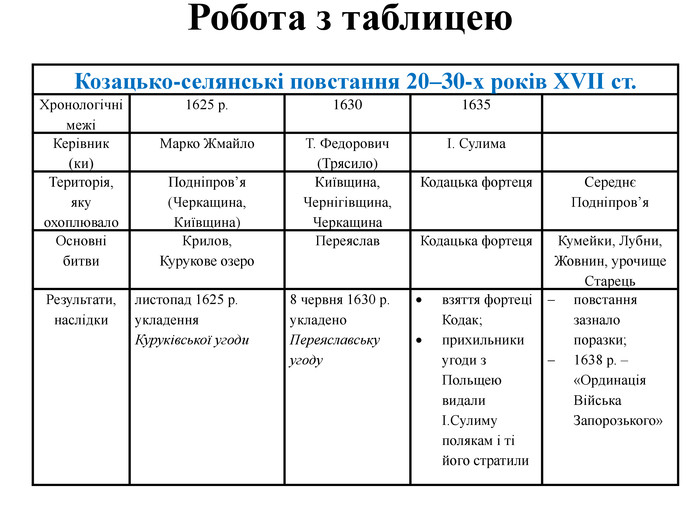 Робота з таблицею
Козацько-селянські повстання 20–30-х років XVII ст.
Хронологічні
межі
1625 р.
1630
1635
Керівник
(ки)
Марко Жмайло
Т. Федорович
(Трясило)
І. Сулима
Територія,
яку
охоплювало
Подніпров’я
(Черкащина,
Київщина)
Київщина,
Чернігівщина,
Черкащина
Кодацька фортеця
Середнє
Подніпров’я
Основні
битви
Крилов,
Курукове озеро
Переяслав
Кодацька фортеця
Кумейки, Лубни,
Жовнин, урочище
Старець
Результати,
наслідки
листопад 1625 р.
укладення
Куруківської угоди
8 червня 1630 р.
укладено
Переяславську
угоду
• взяття фортеці
Кодак;
• прихильники
угоди з
Польщею
видали
І.Сулиму
полякам і ті
його стратили
– повстання
зазнало
поразки;
– 1638 р. –
«Ординація
Війська
Запорозького»